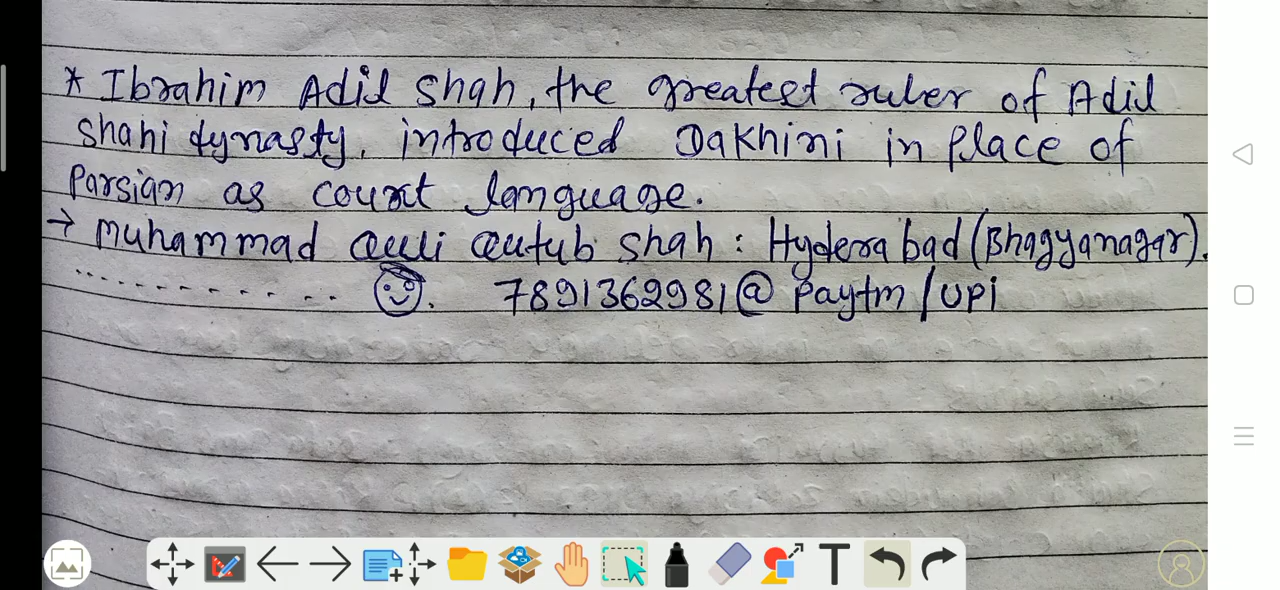 * Ibrahim Adil Shah, the greatest ruler of Adil
Shahi dynasty, introduced Dakhini in place of
Parsian as court language.
→ Muhammad Quli Qutub Shah : Hyderabad (Bhagyanagar).
............ ☺. 7891362981@ Paytm/UPi
T